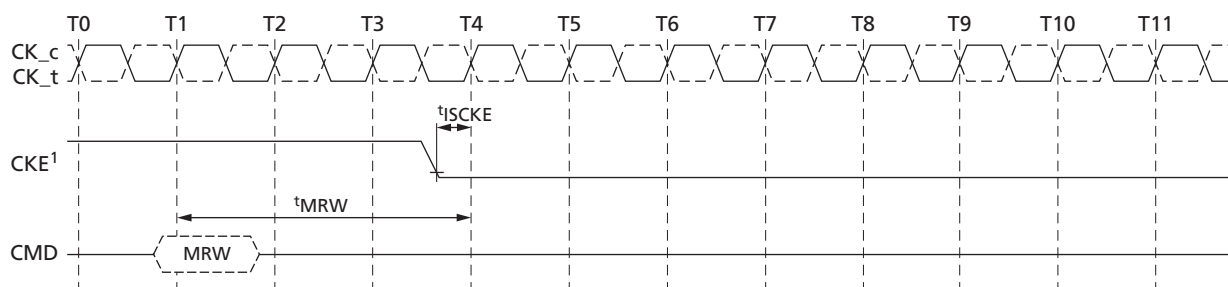 T0 T1 T2 T3 T4 T5 T6 T7 T8 T9 T10 T11
CK_c
CK_t
tISCKE
CKE1
tMRW
CMD
MRW